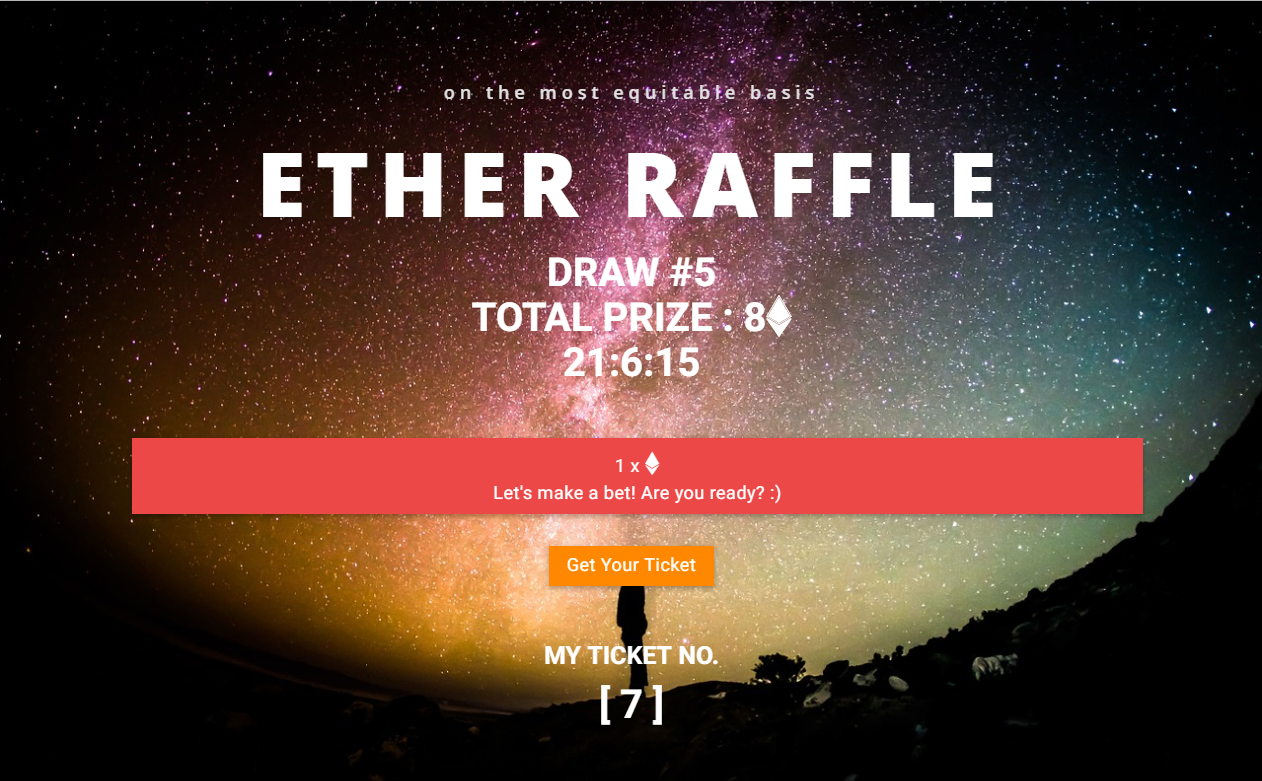 on the most equitable basis
ETHER RAFFLE
DRAW #5
TOTAL PRIZE : 8
21:6:15
1 x
Let's make a bet! Are you ready? :)
Get Your Ticket
MY TICKET NO.
[ 7 ]